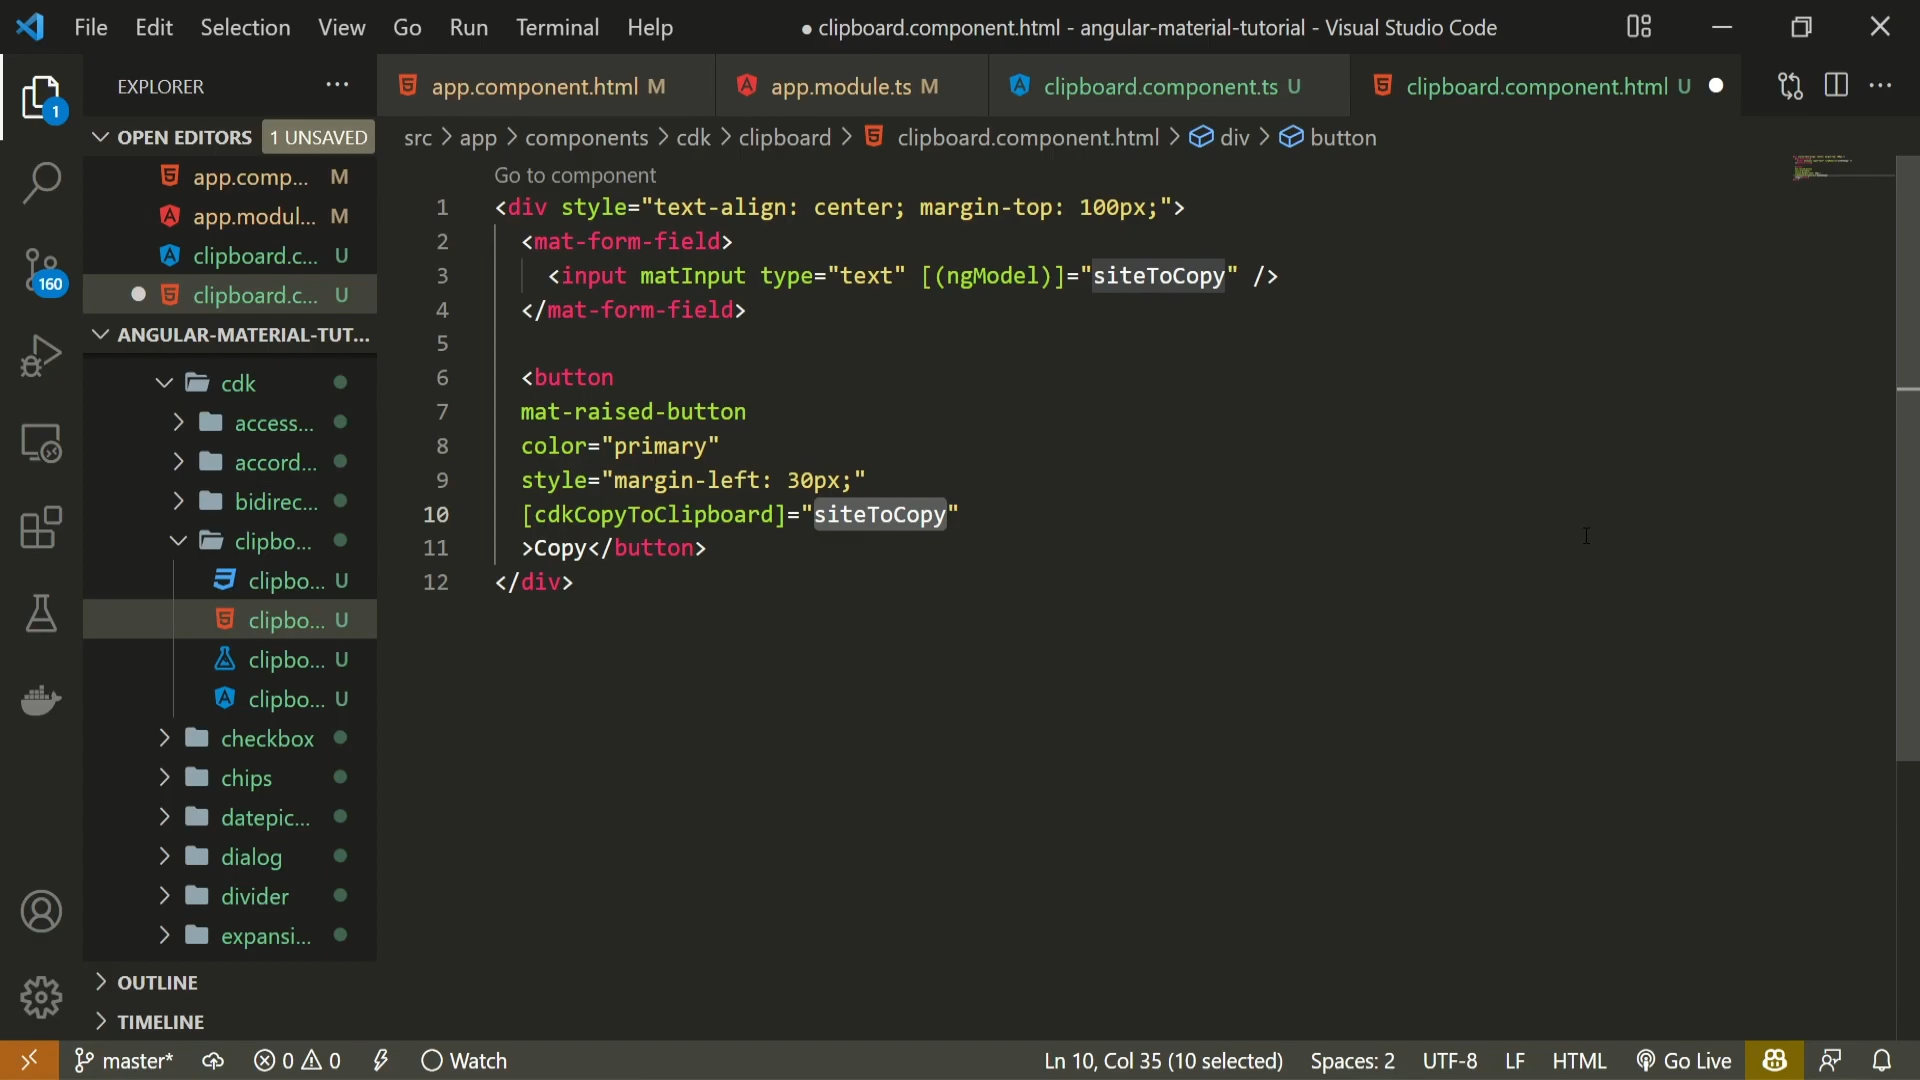 File Edit Selection View Go Run Terminal Help
● clipboard.component.html - angular-material-tutorial - Visual Studio Code
EXPLORER ···
app.component.html M
app.module.ts M
clipboard.component.ts U
clipboard.component.html U
1
OPEN EDITORS 1 UNSAVED
app.comp... M
app.modul... M
clipboard.c... U
clipboard.c... U
160
ANGULAR-MATERIAL-TUT...
cdk
access...
accord...
bidirec...
clipbo...
clipbo... U
clipbo... U
clipbo... U
clipbo... U
checkbox
chips
datepic...
dialog
divider
expansi...
OUTLINE
TIMELINE
src > app > components > cdk > clipboard > clipboard.component.html > div > button
Go to component
1 <div style="text-align: center; margin-top: 100px;">
2 <mat-form-field>
3 <input matInput type="text" [(ngModel)]="siteToCopy" />
4 </mat-form-field>
5
6 <button
7 mat-raised-button
8 color="primary"
9 style="margin-left: 30px;"
10 [cdkCopyToClipboard]="siteToCopy"
11 >Copy</button>
12 </div>
master* 0 0 Watch
Ln 10, Col 35 (10 selected) Spaces: 2 UTF-8 LF HTML Go Live